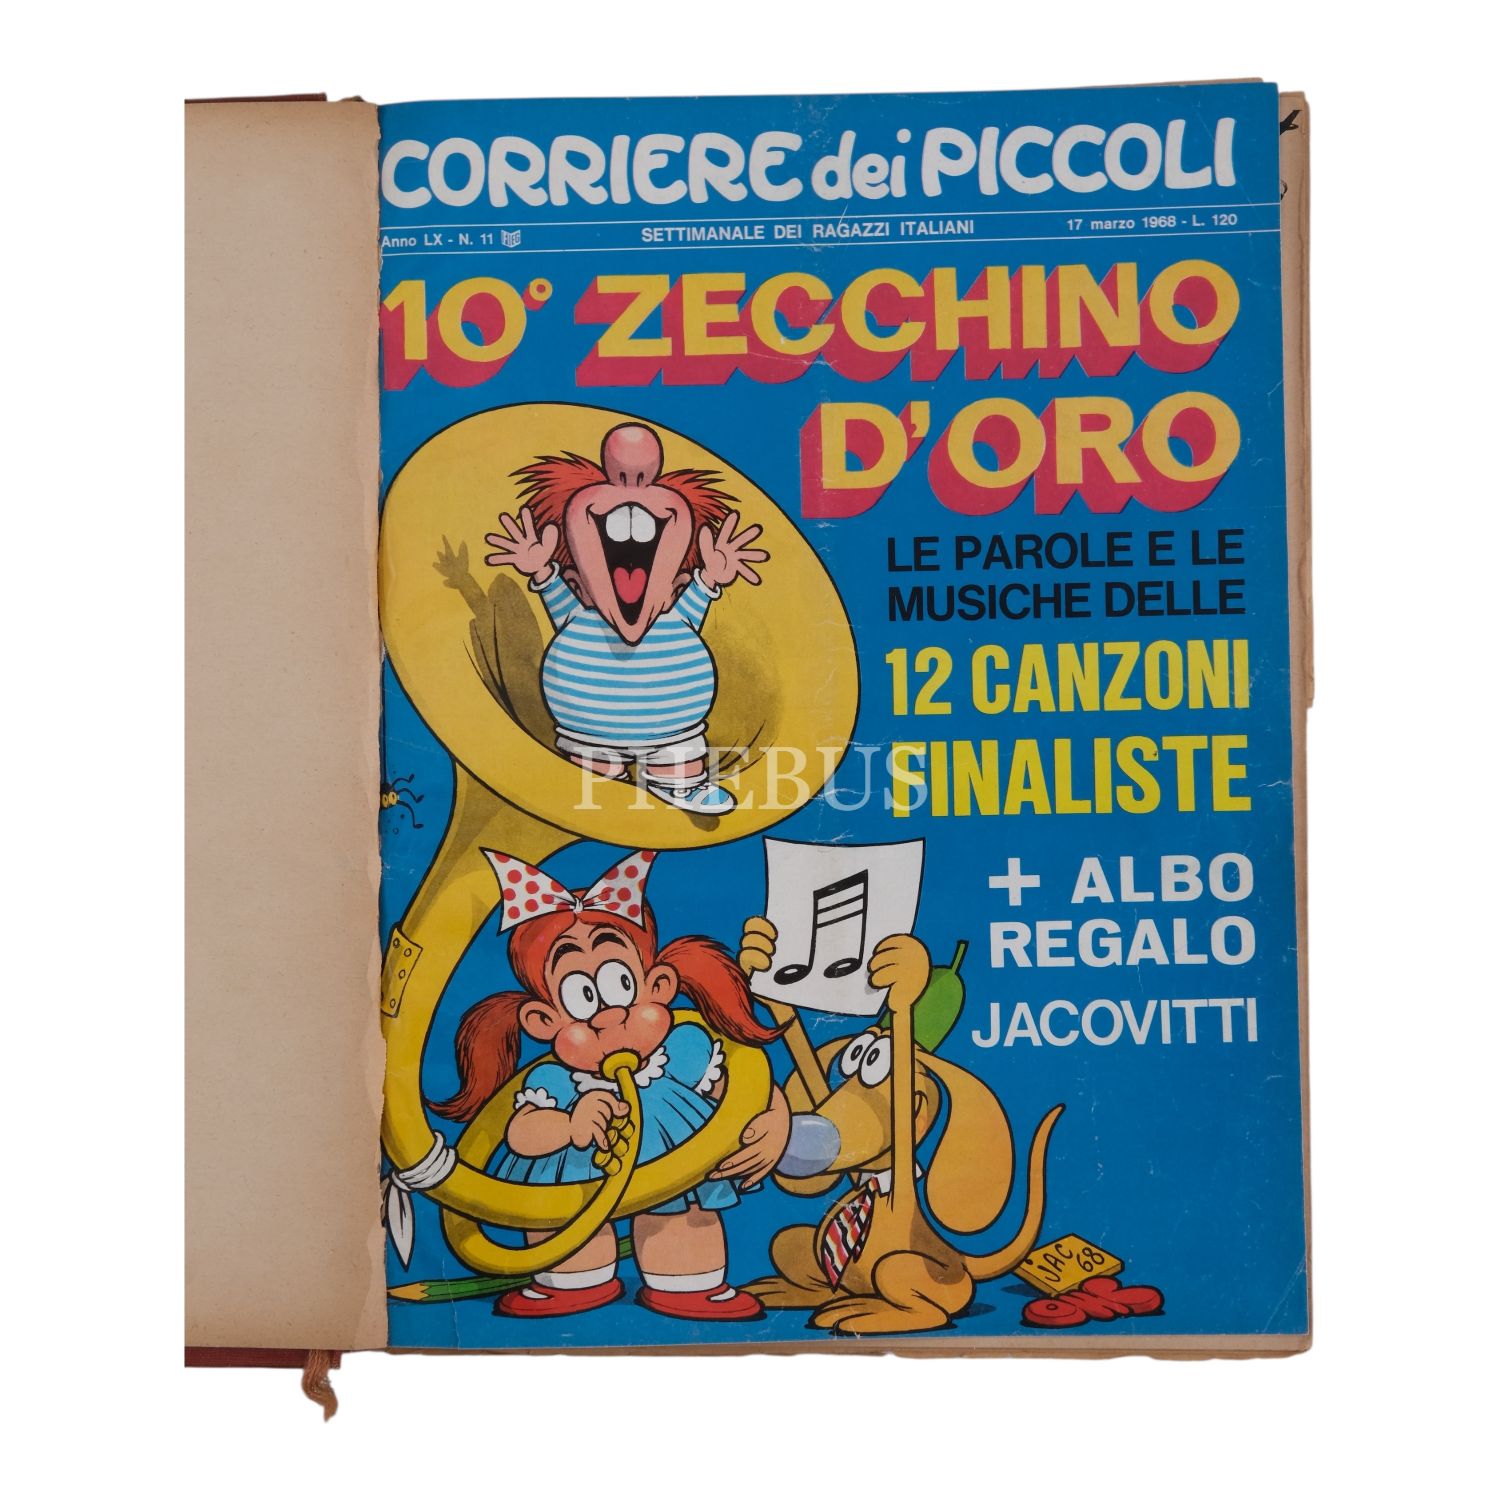 CORRIERE dei PICCOLI
Anno LX - N. 11
SETTIMANALE DEI RAGAZZI ITALIANI
17 marzo 1968 - L. 120
10° ZECCHINO
D'ORO
LE PAROLE E LE
MUSICHE DELLE
12 CANZONI
FINALISTE
+ ALBO
REGALO
JACOVITTI
PHEBUS
JAC
68